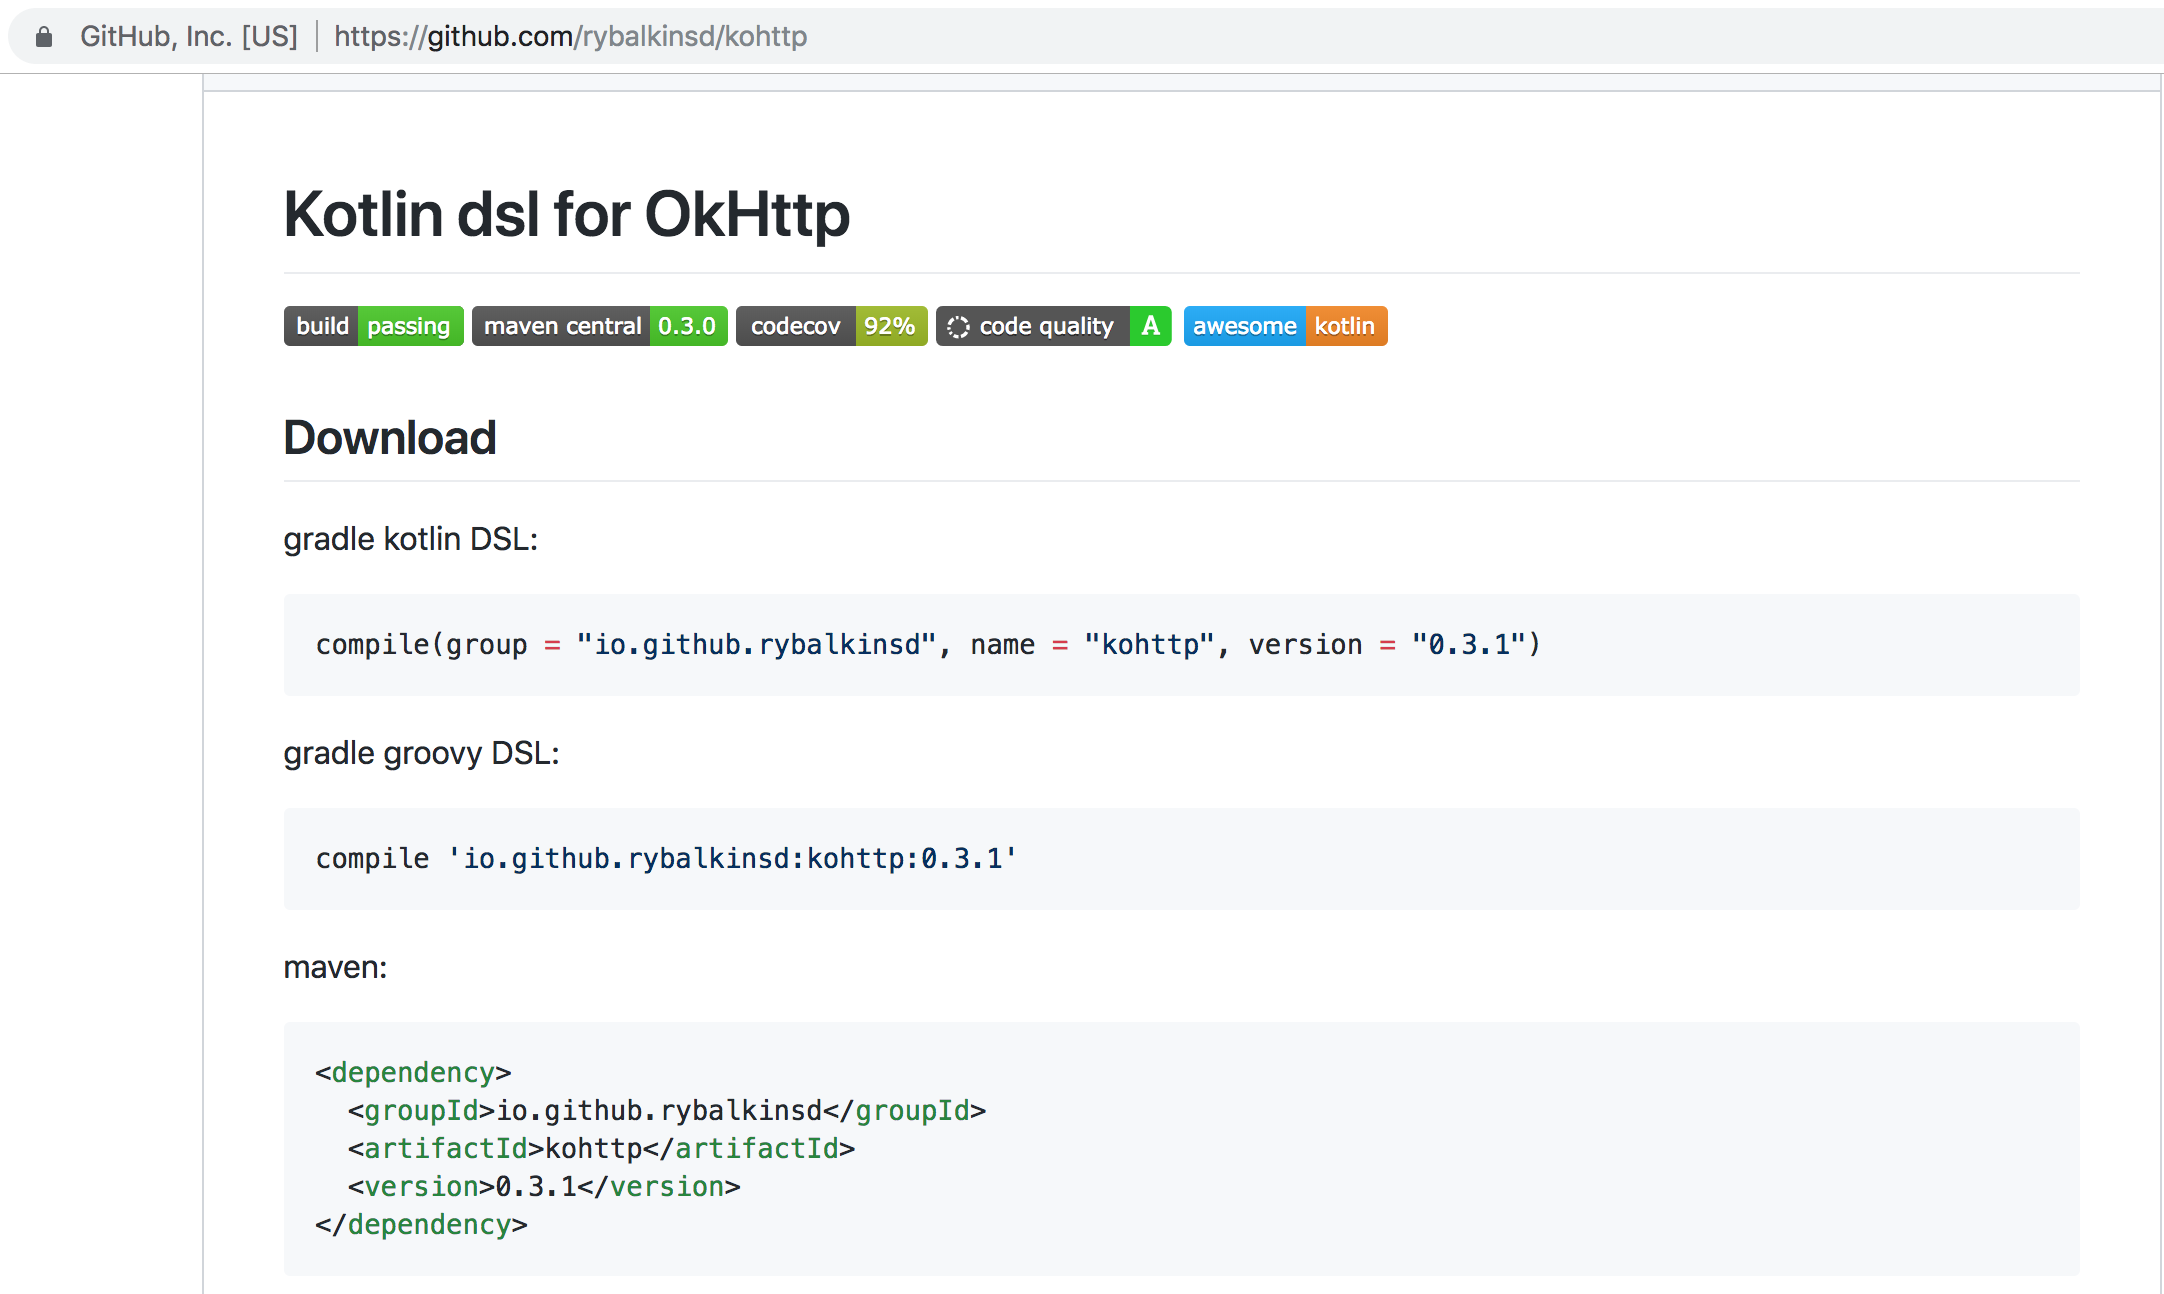 GitHub, Inc. [US] | https://github.com/rybalkinsd/kohttp
Kotlin dsl for OkHttp
build passing maven central 0.3.0 codecov 92% code quality A awesome kotlin
Download
gradle kotlin DSL:
compile(group = "io.github.rybalkinsd", name = "kohttp", version = "0.3.1")
gradle groovy DSL:
compile 'io.github.rybalkinsd:kohttp:0.3.1'
maven:
<dependency>
  <groupId>io.github.rybalkinsd</groupId>
  <artifactId>kohttp</artifactId>
  <version>0.3.1</version>
</dependency>